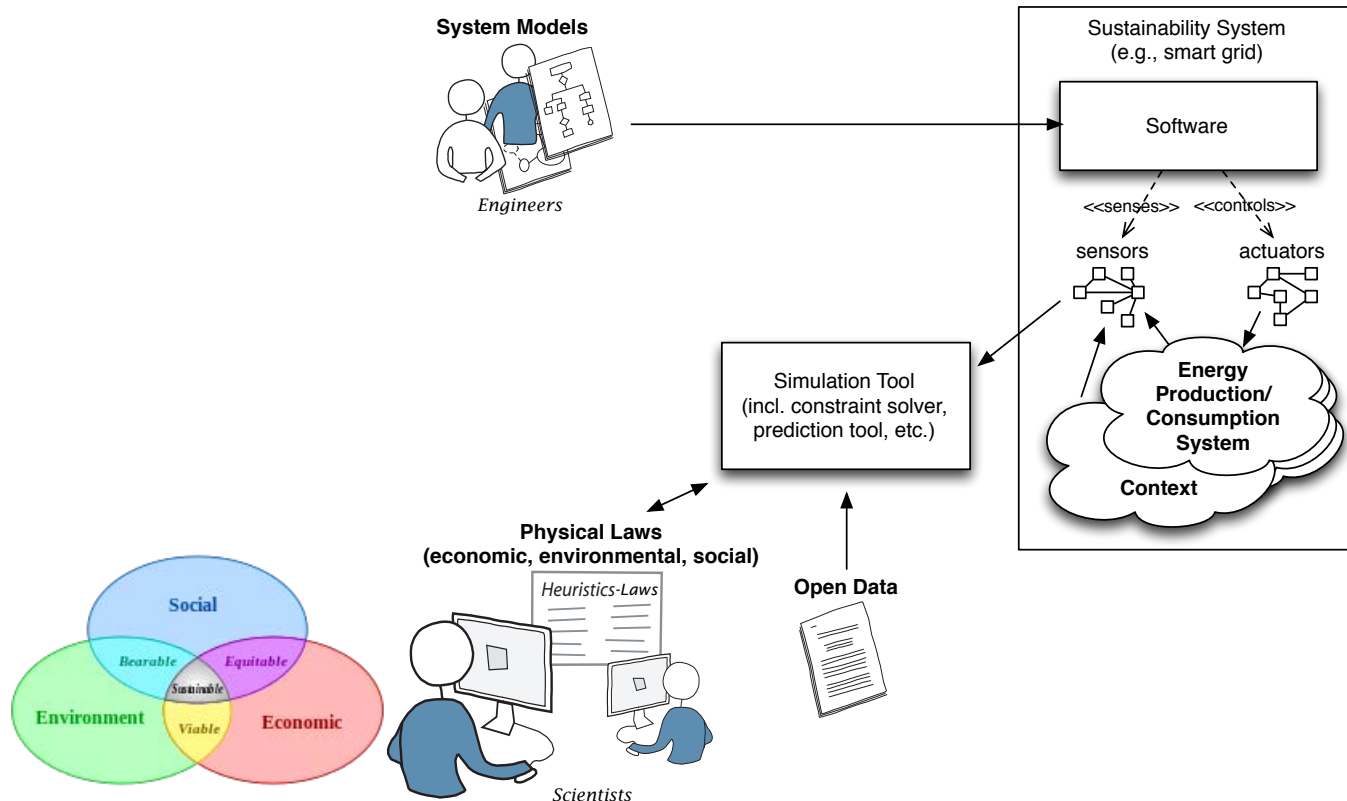 System Models
Engineers
Sustainability System
(e.g., smart grid)
Software
<<senses>>
<<controls>>
sensors
actuators
Energy
Production/
Consumption
System
Context
Simulation Tool
(incl. constraint solver,
prediction tool, etc.)
Physical Laws
(economic, environmental, social)
Heuristics-Laws
Scientists
Open Data
Social
Bearable
Equitable
Sustainable
Environment
Viable
Economic